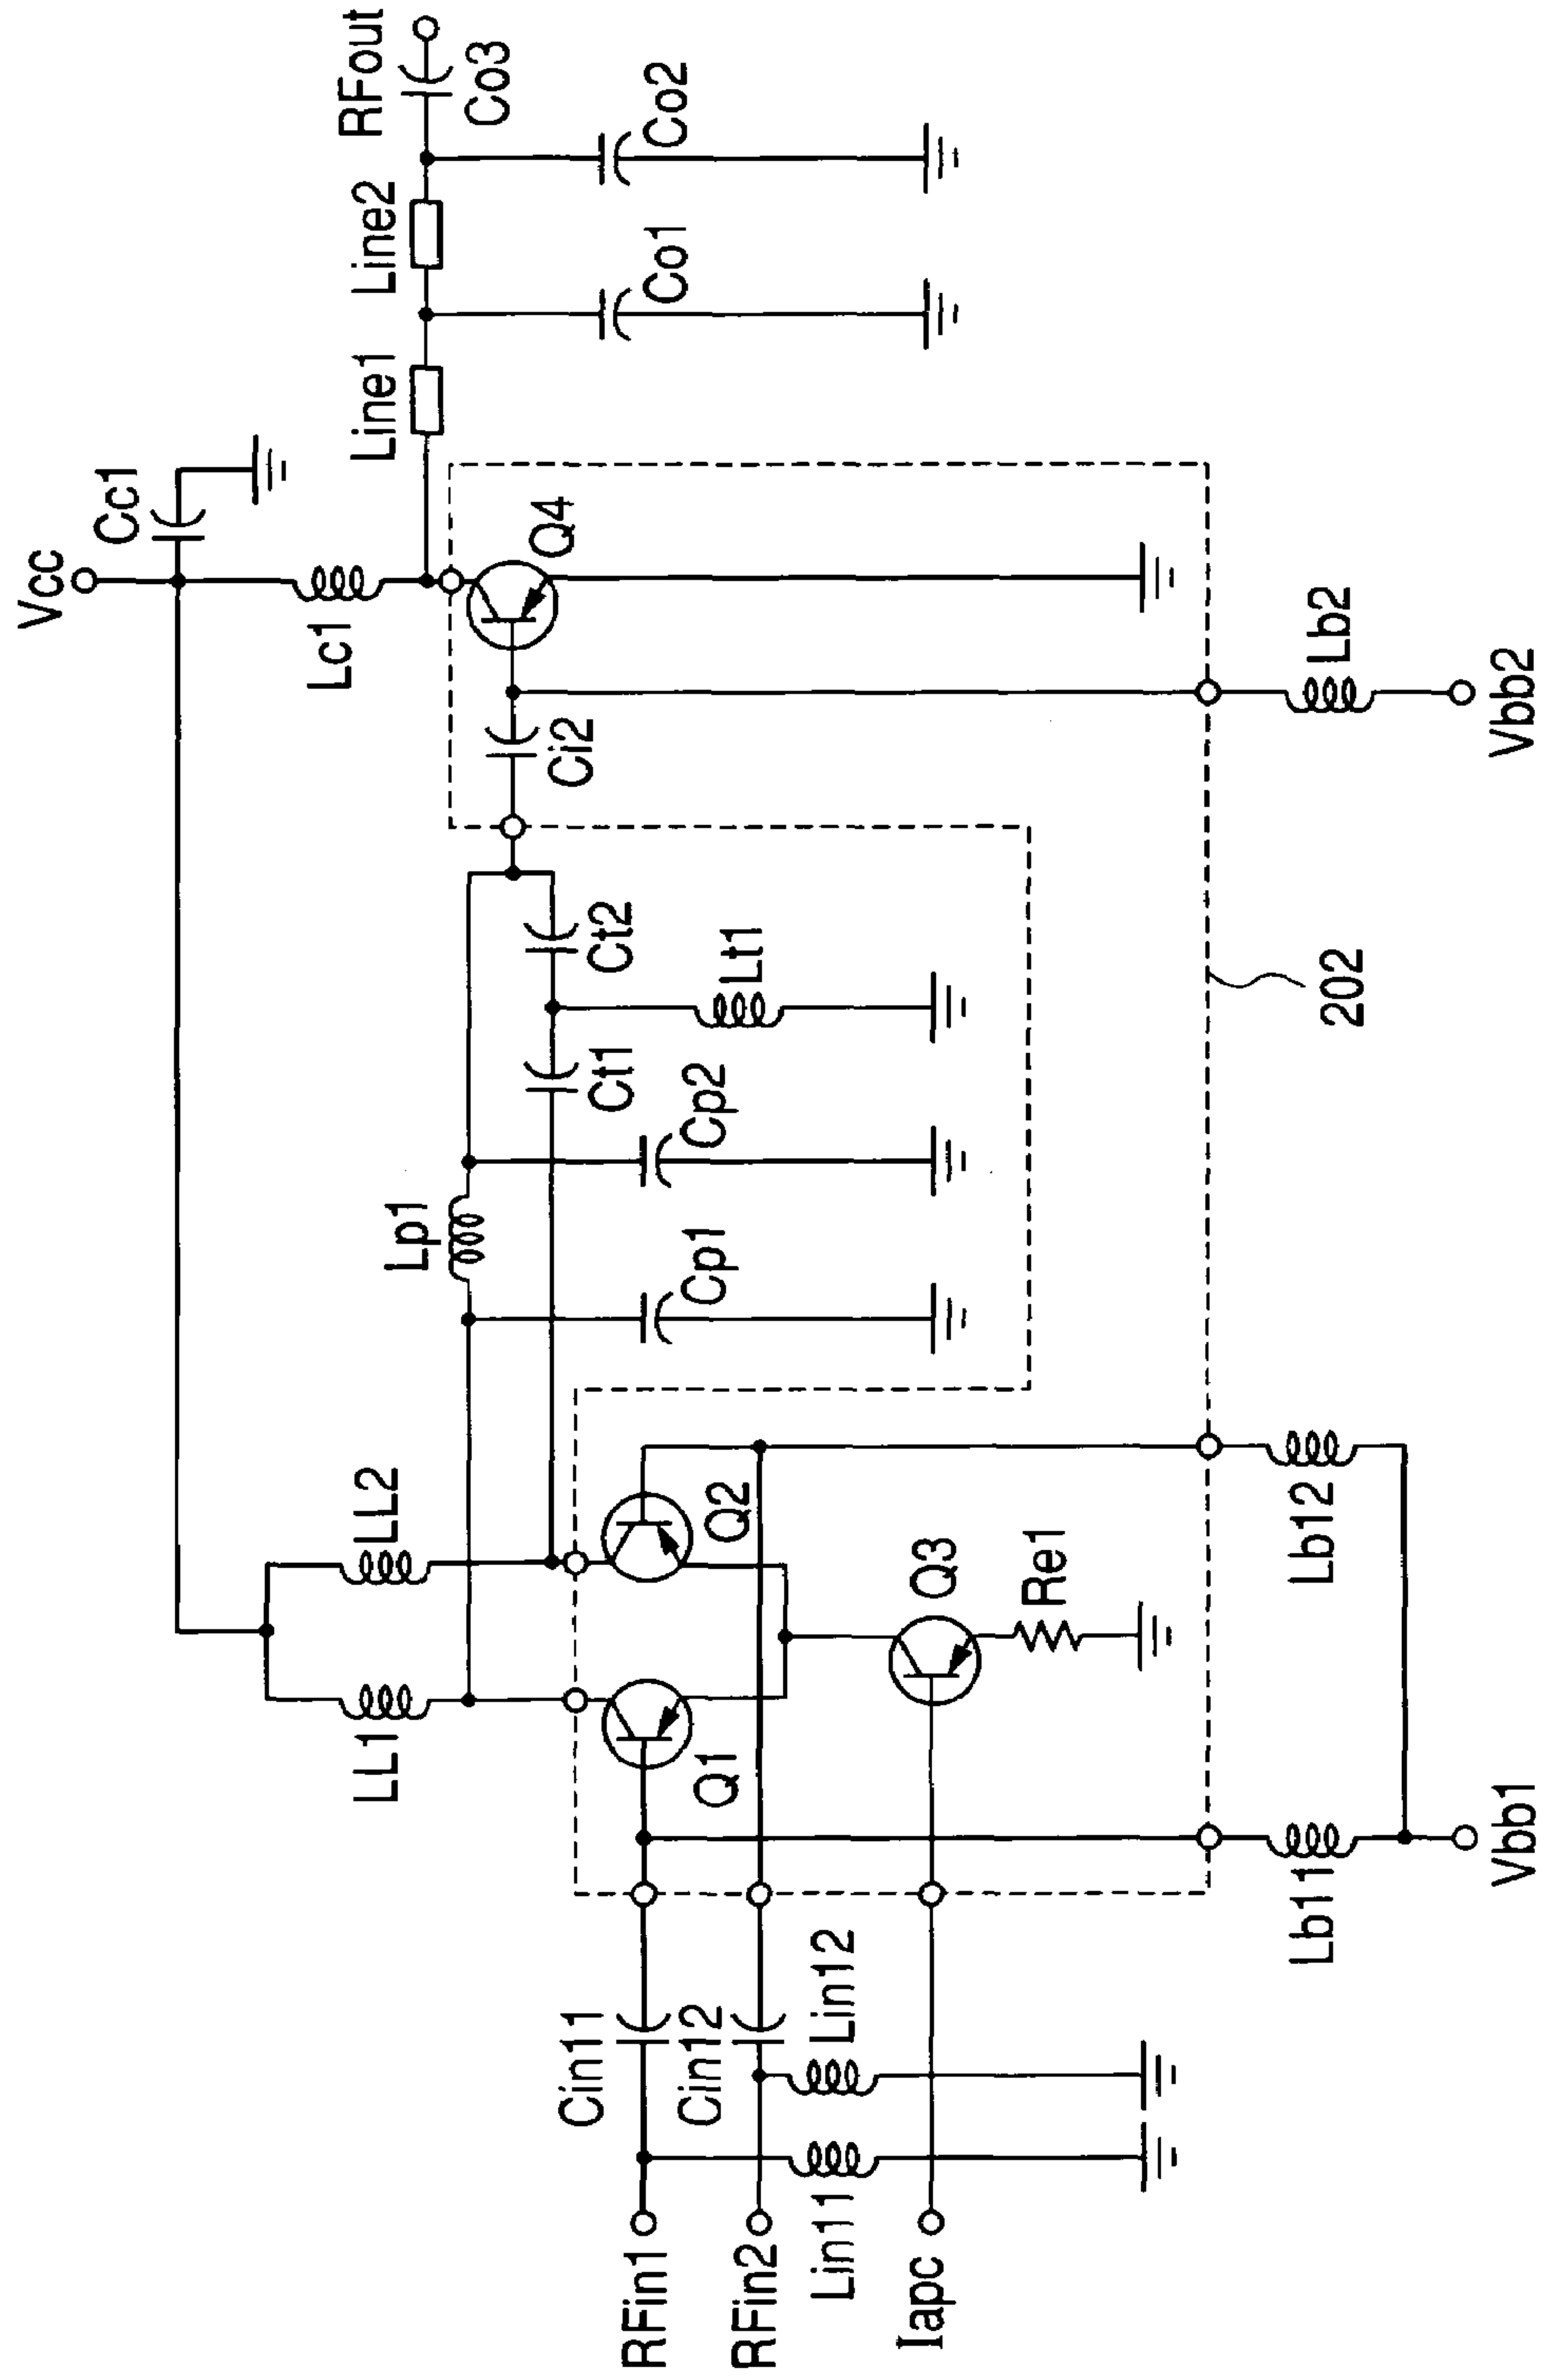 Vcc
Cc1
Lc1
RFout
Co3
Line1
Line2
Co1
Co2
LL1
LL2
Lp1
Cp1
Cp2
Ct1
Ct2
Lt1
Ci2
Q4
Q1
Q2
Q3
Re1
RFin1
Cin11
RFin2
Cin12
Lin11
Lin12
Iapc
Lb11
Lb12
Vbb1
202
Lb2
Vbb2